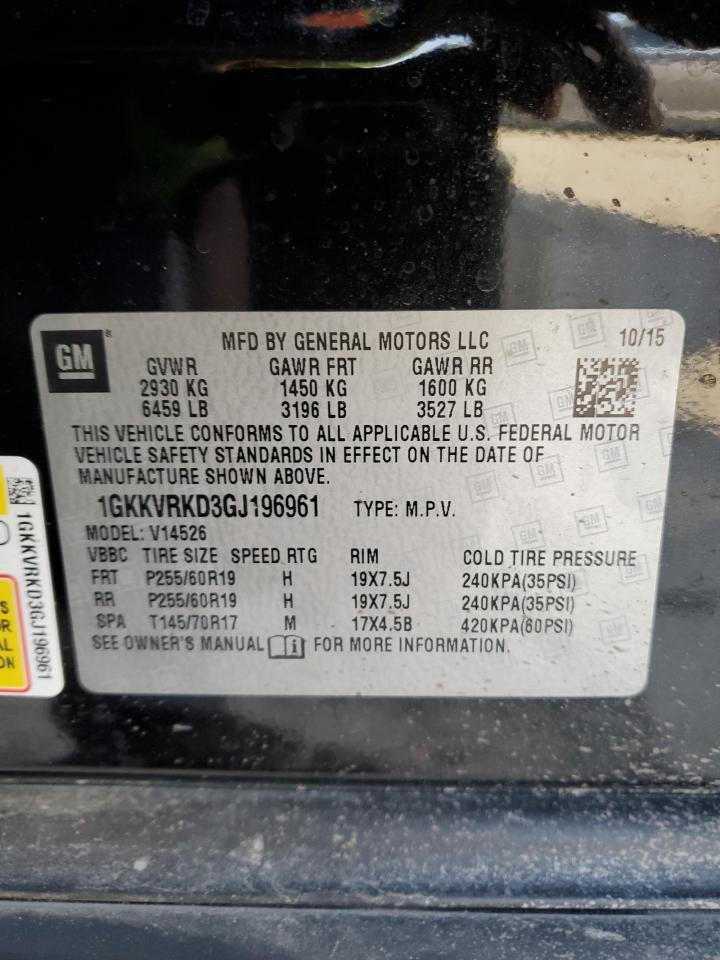 GM
MFD BY GENERAL MOTORS LLC 10/15
GVWR GAWR FRT GAWR RR
2930 KG 1450 KG 1600 KG
6459 LB 3196 LB 3527 LB
THIS VEHICLE CONFORMS TO ALL APPLICABLE U.S. FEDERAL MOTOR
VEHICLE SAFETY STANDARDS IN EFFECT ON THE DATE OF
MANUFACTURE SHOWN ABOVE.
1GKKVRKD3GJ196961 TYPE: M.P.V.
MODEL: V14526
VBBC TIRE SIZE SPEED RTG RIM COLD TIRE PRESSURE
FRT P255/60R19 H 19X7.5J 240KPA(35PSI)
RR P255/60R19 H 19X7.5J 240KPA(35PSI)
SPA T145/70R17 M 17X4.5B 420KPA(60PSI)
SEE OWNER'S MANUAL i FOR MORE INFORMATION.
1GKKVRKD3GJ196961